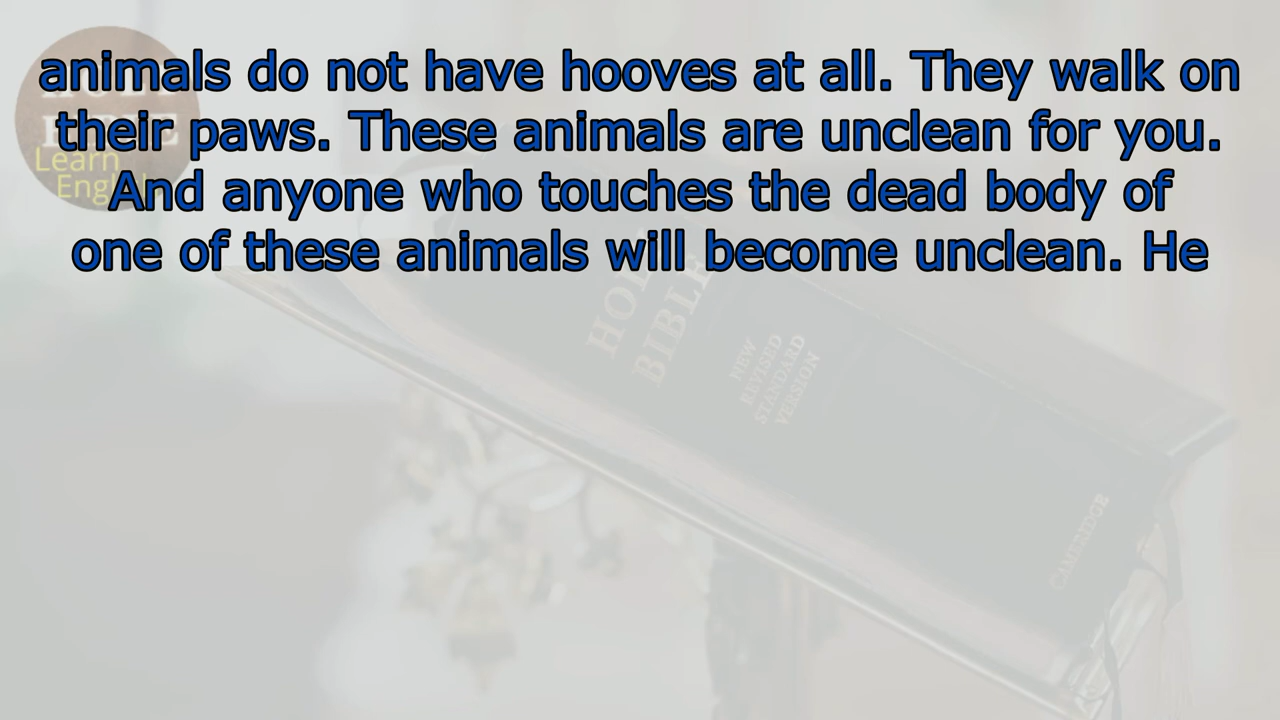 HOLY
BIBLE
Learn
animals do not have hooves at all. They walk on
their paws. These animals are unclean for you.
And anyone who touches the dead body of
one of these animals will become unclean. He
HOLY
BIBLE
NEW
REVISED
STANDARD
VERSION
CAMBRIDGE